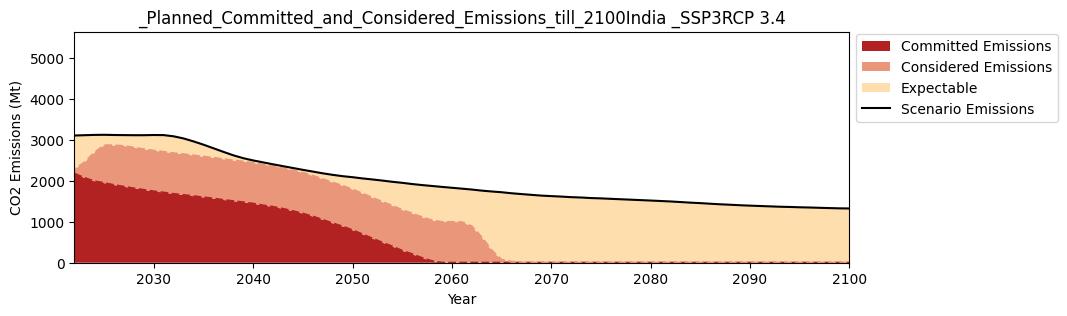 _Planned_Committed_and_Considered_Emissions_till_2100India _SSP3RCP 3.4
CO2 Emissions (Mt)
5000
4000
3000
2000
1000
0
2030 2040 2050 2060 2070 2080 2090 2100
Year
Committed Emissions
Considered Emissions
Expectable
Scenario Emissions